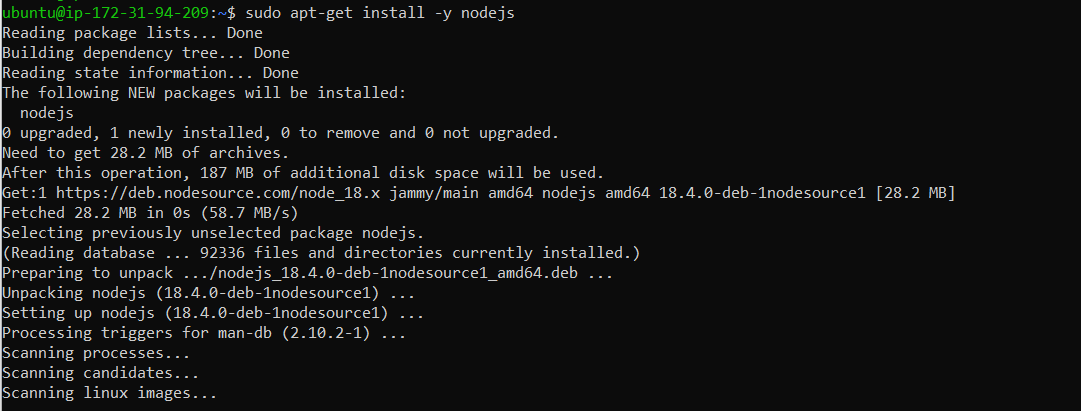 ubuntu@ip-172-31-94-209:~$ sudo apt-get install -y nodejs
Reading package lists... Done
Building dependency tree... Done
Reading state information... Done
The following NEW packages will be installed:
  nodejs
0 upgraded, 1 newly installed, 0 to remove and 0 not upgraded.
Need to get 28.2 MB of archives.
After this operation, 187 MB of additional disk space will be used.
Get:1 https://deb.nodesource.com/node_18.x jammy/main amd64 nodejs amd64 18.4.0-deb-1nodesource1 [28.2 MB]
Fetched 28.2 MB in 0s (58.7 MB/s)
Selecting previously unselected package nodejs.
(Reading database ... 92336 files and directories currently installed.)
Preparing to unpack .../nodejs_18.4.0-deb-1nodesource1_amd64.deb ...
Unpacking nodejs (18.4.0-deb-1nodesource1) ...
Setting up nodejs (18.4.0-deb-1nodesource1) ...
Processing triggers for man-db (2.10.2-1) ...
Scanning processes...
Scanning candidates...
Scanning linux images...